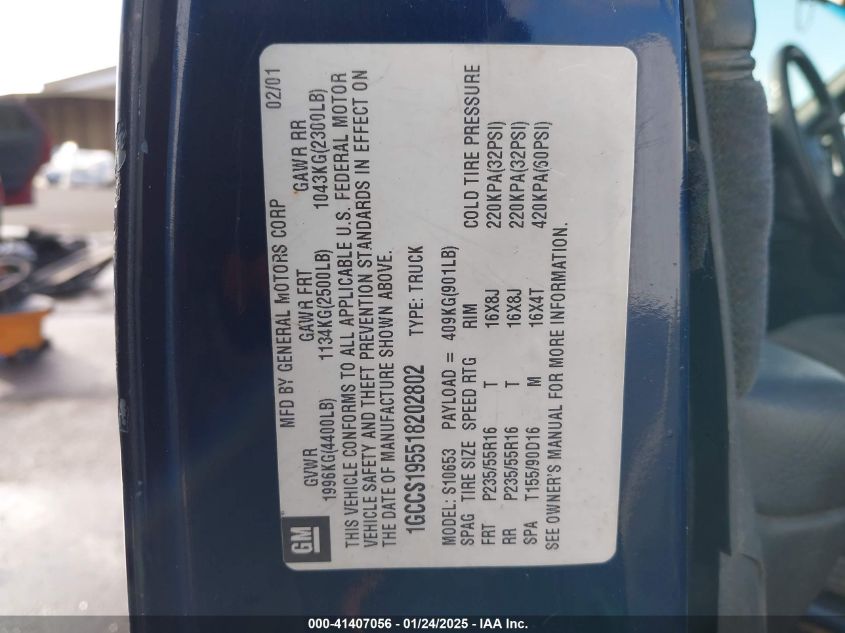 MFD BY GENERAL MOTORS CORP 02/01
GVWR GAWR FRT GAWR RR
1996KG(4400LB) 1134KG(2500LB) 1043KG(2300LB)
THIS VEHICLE CONFORMS TO ALL APPLICABLE U.S. FEDERAL MOTOR
VEHICLE SAFETY AND THEFT PREVENTION STANDARDS IN EFFECT ON
THE DATE OF MANUFACTURE SHOWN ABOVE.
1GCCS195518202802 TYPE: TRUCK
MODEL: S10653 PAYLOAD = 409KG(901LB)
SPAG TIRE SIZE SPEED RTG RIM COLD TIRE PRESSURE
FRT P235/55R16 T 16X8J 220KPA(32PSI)
RR P235/55R16 T 16X8J 220KPA(32PSI)
SPA T155/90D16 M 16X4T 420KPA(60PSI)
SEE OWNER'S MANUAL FOR MORE INFORMATION.
GM
000-41407056 - 01/24/2025 - IAA Inc.